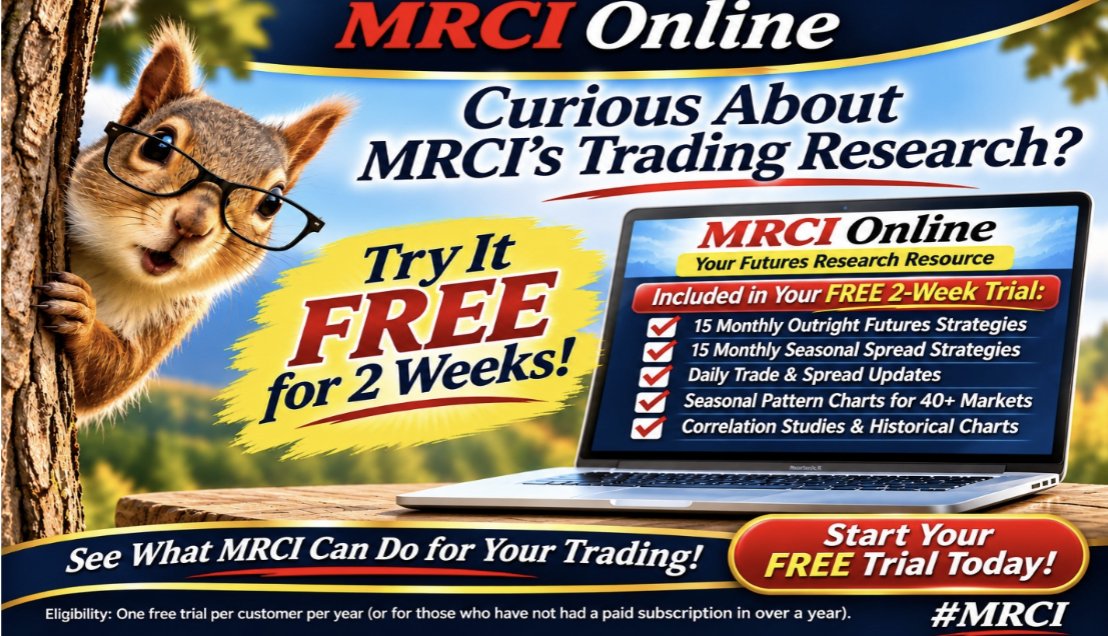 MRCI Online
Curious About
MRCI's Trading Research?
Try It
FREE
for 2 Weeks!
MRCI Online
Your Futures Research Resource
Included in Your FREE 2-Week Trial:
15 Monthly Outright Futures Strategies
15 Monthly Seasonal Spread Strategies
Daily Trade & Spread Updates
Seasonal Pattern Charts for 40+ Markets
Correlation Studies & Historical Charts
See What MRCI Can Do for Your Trading!
Start Your
FREE Trial Today!
Eligibility: One free trial per customer per year (or for those who have not had a paid subscription in over a year).
#MRCI